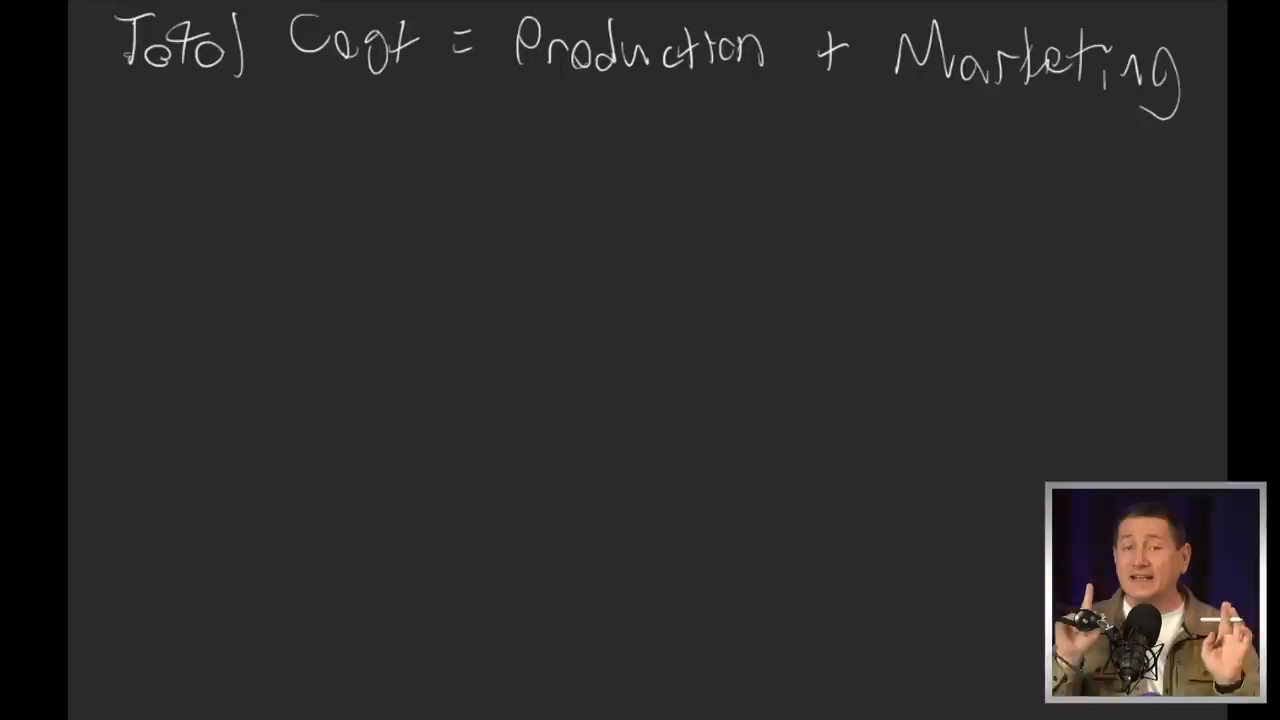 Total Cost = Production + Marketing